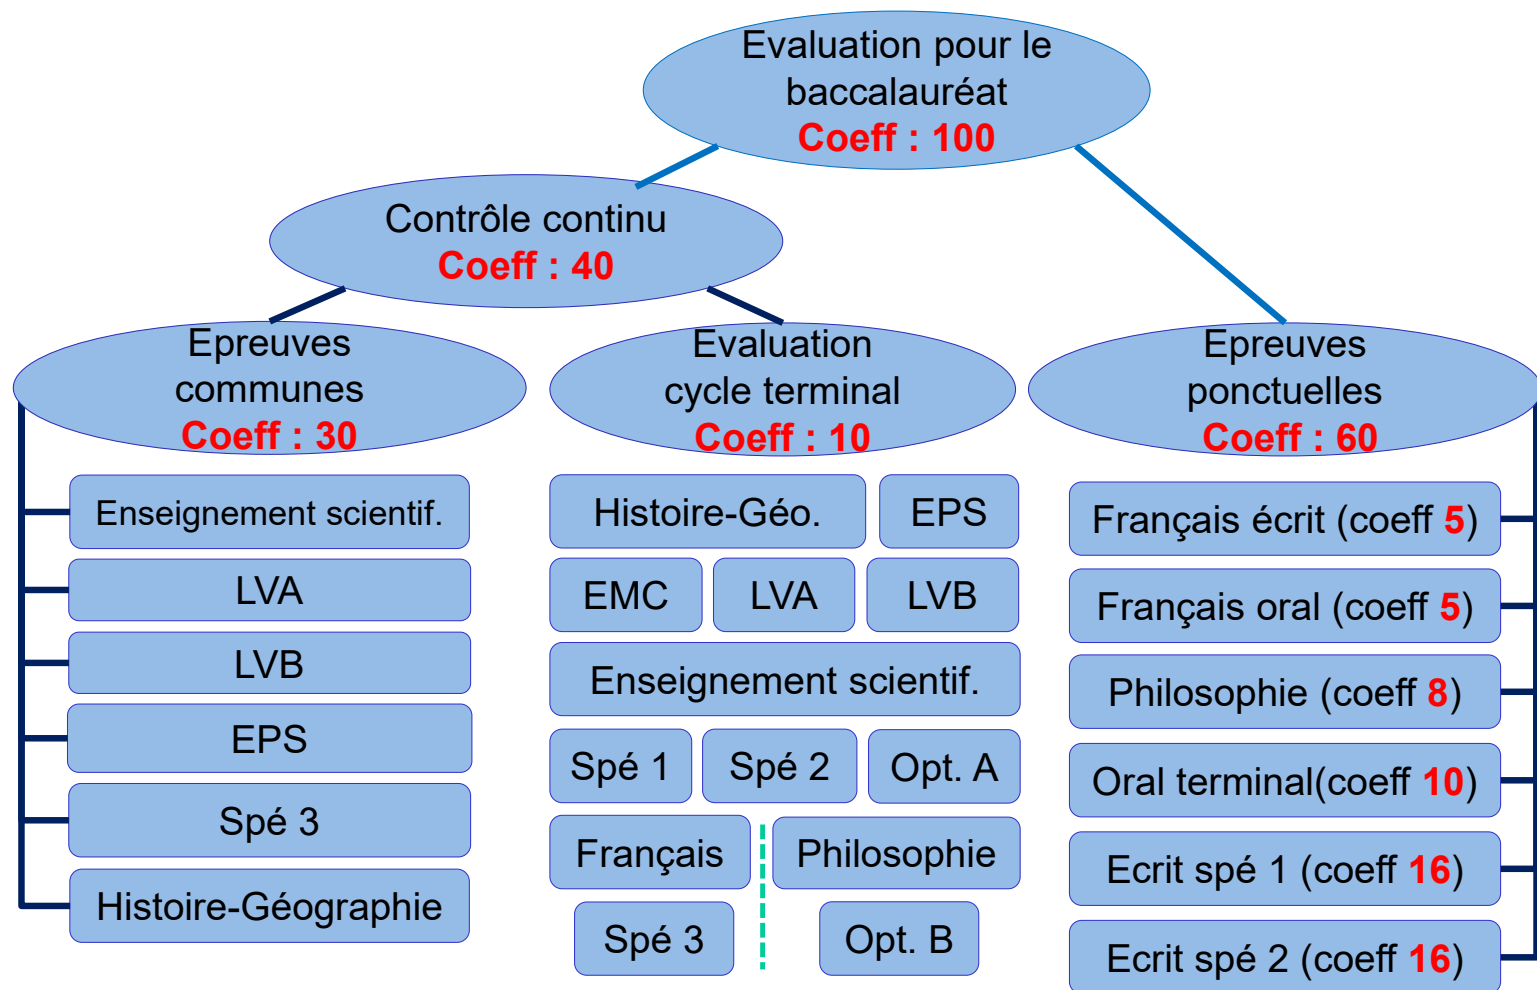 Evaluation pour le
baccalauréat
Coeff : 100
Contrôle continu
Coeff : 40
Epreuves
communes
Coeff : 30
Evaluation
cycle terminal
Coeff : 10
Epreuves
ponctuelles
Coeff : 60
Enseignement scientif.
LVA
LVB
EPS
Spé 3
Histoire-Géographie
Histoire-Géo.
EPS
EMC
LVA
LVB
Enseignement scientif.
Spé 1
Spé 2
Opt. A
Français
Philosophie
Spé 3
Opt. B
Français écrit (coeff 5)
Français oral (coeff 5)
Philosophie (coeff 8)
Oral terminal(coeff 10)
Ecrit spé 1 (coeff 16)
Ecrit spé 2 (coeff 16)